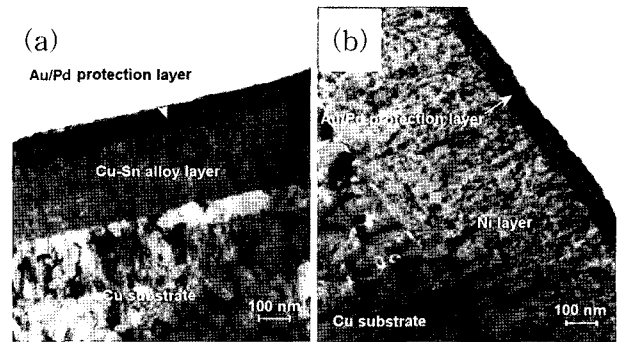 (a)
Au/Pd protection layer
Cu-Sn alloy layer
Cu substrate
100 nm
(b)
Au/Pd protection layer
Ni layer
Cu substrate
100 nm